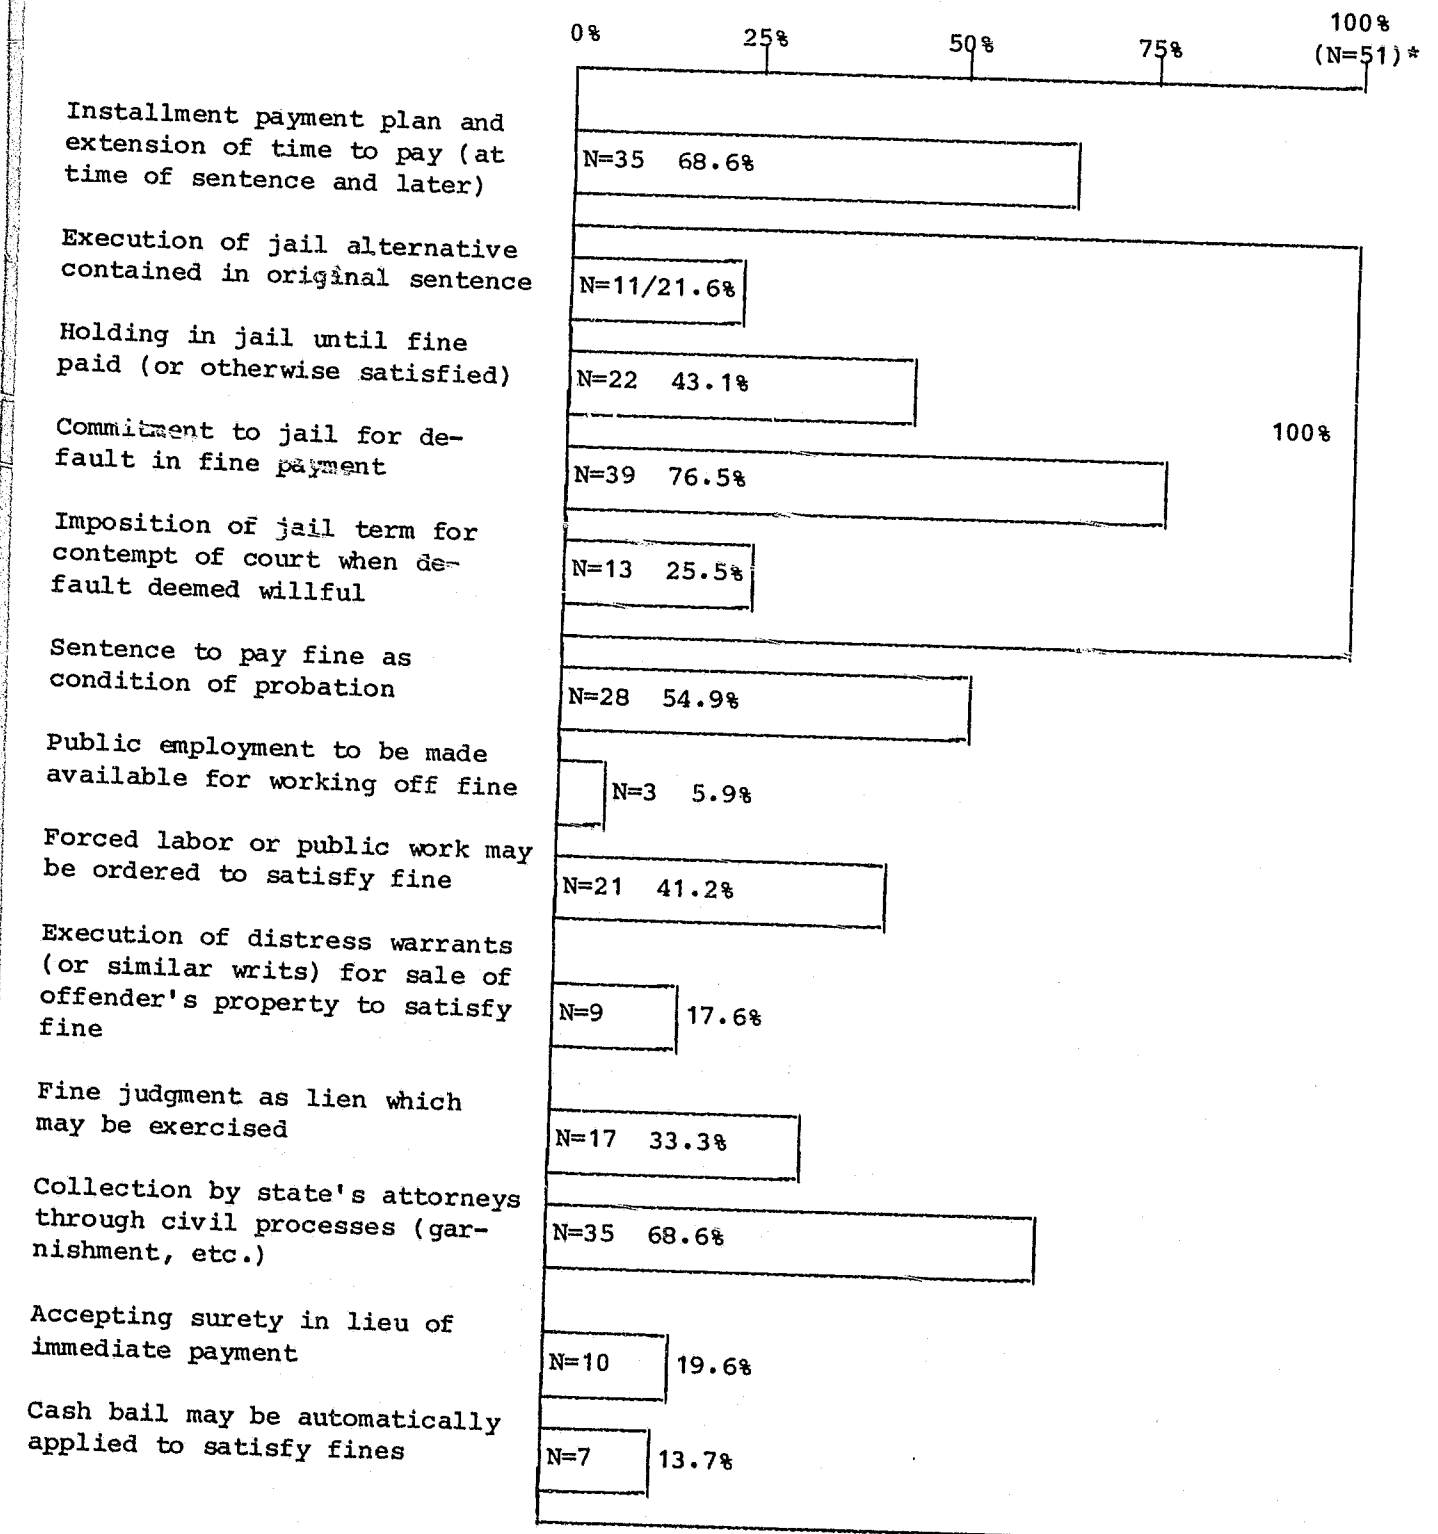 0% 25% 50% 75% 100%
(N=51)*
Installment payment plan and
extension of time to pay (at
time of sentence and later)
N=35 68.6%
Execution of jail alternative
contained in original sentence
N=11/21.6%
Holding in jail until fine
paid (or otherwise satisfied)
N=22 43.1%
100%
Commitment to jail for de-
fault in fine payment
N=39 76.5%
Imposition of jail term for
contempt of court when de-
fault deemed willful
N=13 25.5%
Sentence to pay fine as
condition of probation
N=28 54.9%
Public employment to be made
available for working off fine
N=3 5.9%
Forced labor or public work may
be ordered to satisfy fine
N=21 41.2%
Execution of distress warrants
(or similar writs) for sale of
offender's property to satisfy
fine
N=9 17.6%
Fine judgment as lien which
may be exercised
N=17 33.3%
Collection by state's attorneys
through civil processes (gar-
nishment, etc.)
N=35 68.6%
Accepting surety in lieu of
immediate payment
N=10 19.6%
Cash bail may be automatically
applied to satisfy fines
N=7 13.7%